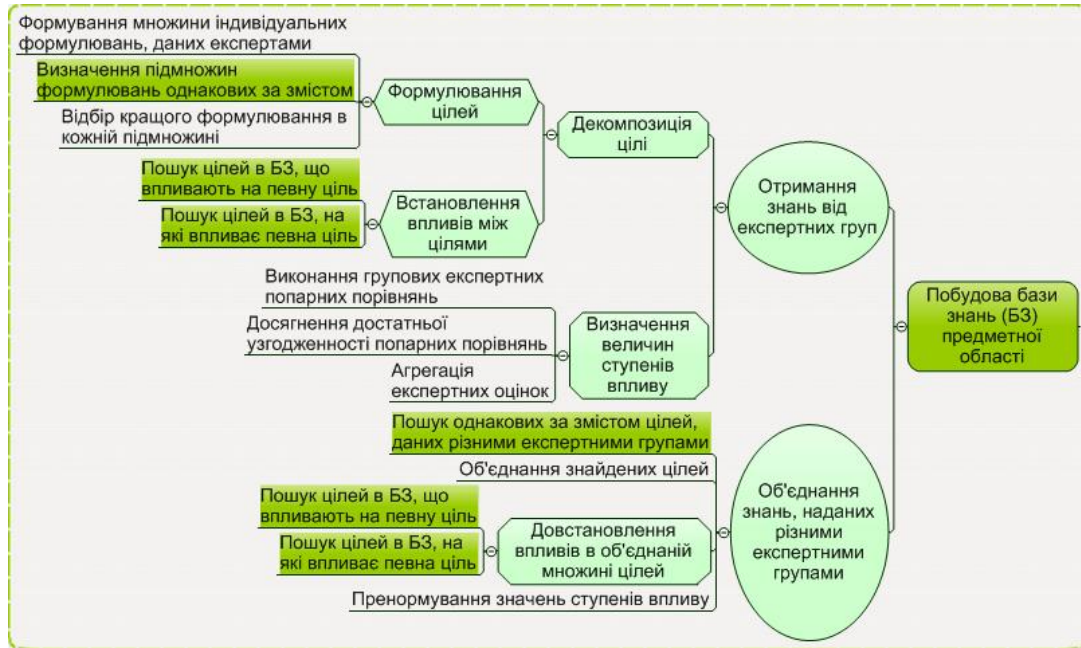 Формування множини індивідуальних
формулювань, даних експертами
Визначення підмножин
формулювань однакових за змістом
Відбір кращого формулювання в
кожній підмножині
Формулювання
цілей
Пошук цілей в БЗ, що
впливають на певну ціль
Пошук цілей в БЗ, на
які впливає певна ціль
Встановлення
впливів між
цілями
Декомпозиція
цілі
Виконання групових експертних
попарних порівнянь
Досягнення достатньої
узгодженності попарних порівнянь
Агрегація
експертних оцінок
Визначення
величин
ступенів
впливу
Отримання
знань від
експертних груп
Пошук однакових за змістом цілей,
даних різними експертними групами
Об'єднання знайдених цілей
Пошук цілей в БЗ, що
впливають на певну ціль
Пошук цілей в БЗ, на
які впливає певна ціль
Довстановлення
впливів в об'єднаній
множині цілей
Пренормування значень ступенів впливу
Об'єднання
знань, наданих
різними
експертними
групами
Побудова бази
знань (БЗ)
предметної
області